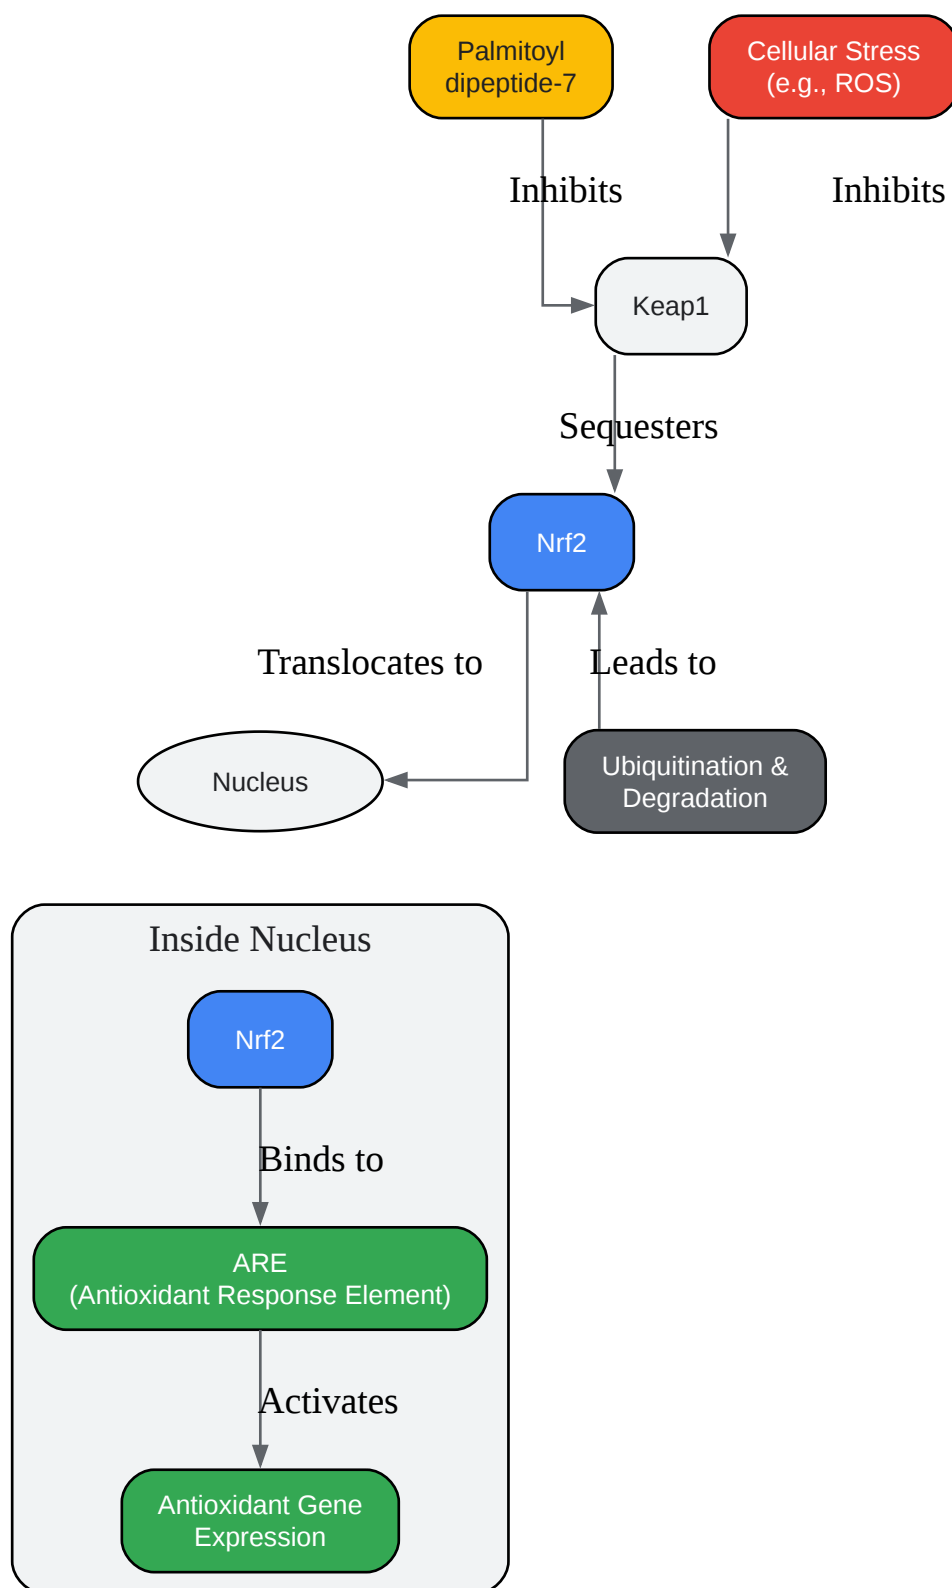 Palmitoyl
dipeptide-7
Cellular Stress
(e.g., ROS)
Inhibits
Inhibits
Keap1
Sequesters
Nrf2
Translocates to
Leads to
Nucleus
Ubiquitination &
Degradation
Inside Nucleus
Nrf2
Binds to
ARE
(Antioxidant Response Element)
Activates
Antioxidant Gene
Expression